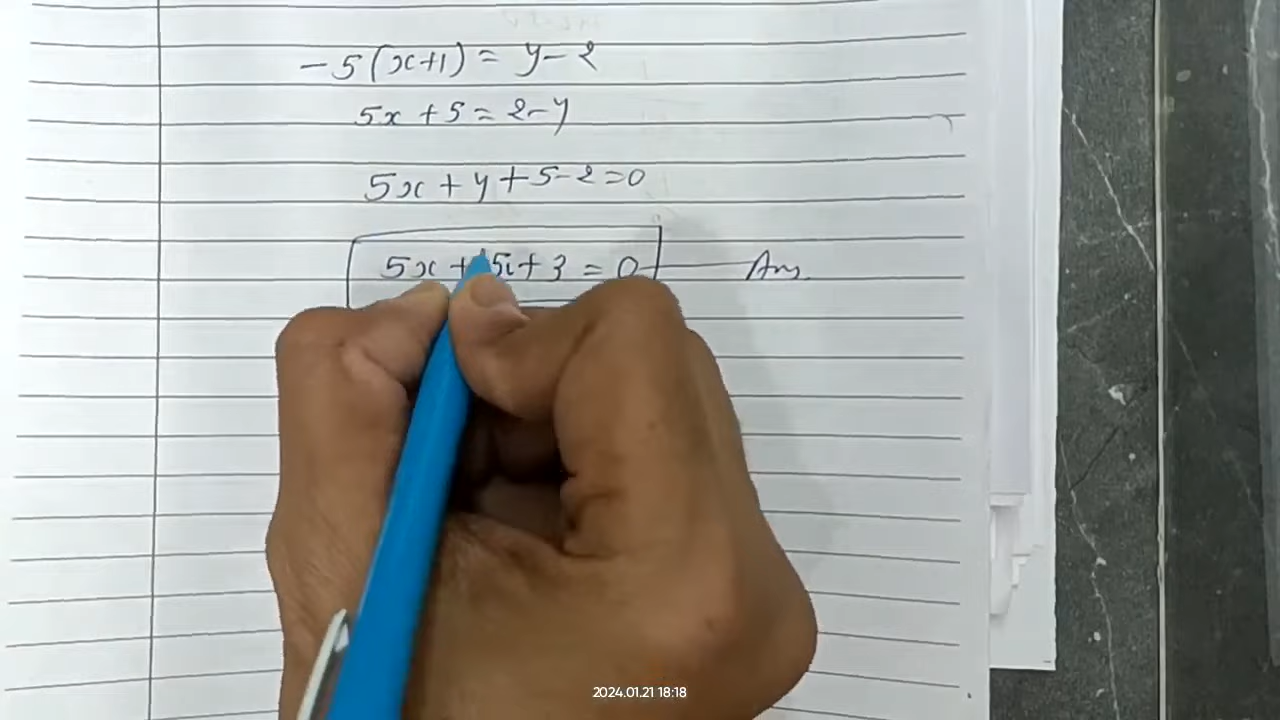 -5(x+1) = y-2
5x +5 = 2-y
5x + y +5-2=0
5x + 5x+3 = 0 Ans.
2024.01.21 18:18